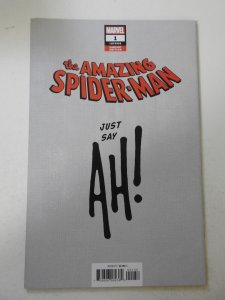 MARVEL
1
the AMAZING
SPIDER-MAN
JUST
SAY
AH!